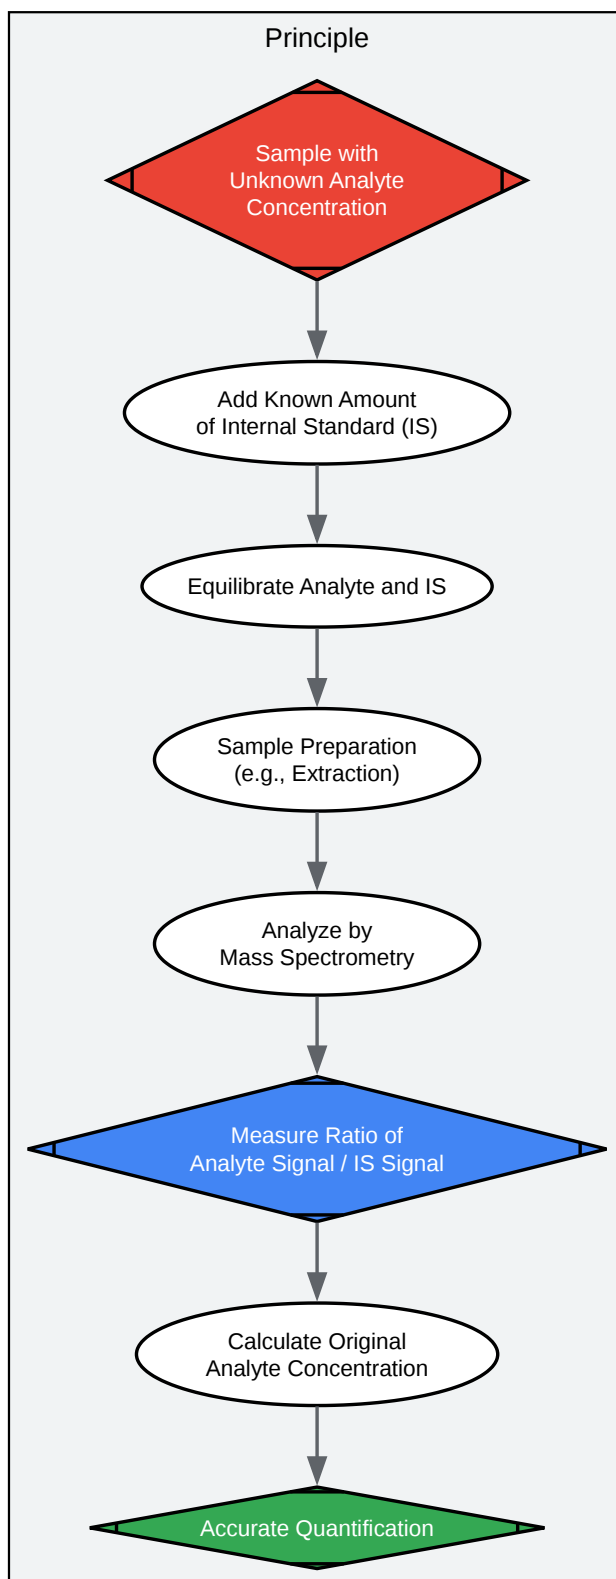 Principle
Sample with
Unknown Analyte
Concentration
Add Known Amount
of Internal Standard (IS)
Equilibrate Analyte and IS
Sample Preparation
(e.g., Extraction)
Analyze by
Mass Spectrometry
Measure Ratio of
Analyte Signal / IS Signal
Calculate Original
Analyte Concentration
Accurate Quantification